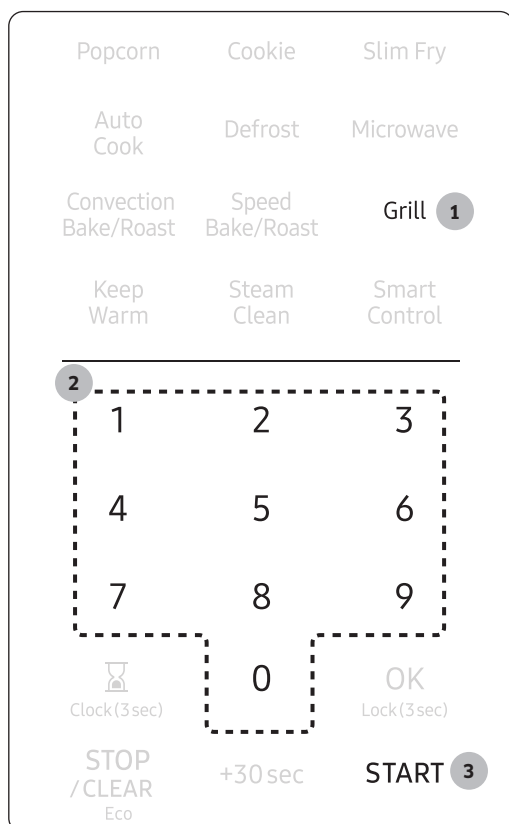 Popcorn Cookie Slim Fry
Auto Cook Defrost Microwave
Convection Bake/Roast Speed Bake/Roast Grill 1
Keep Warm Steam Clean Smart Control
2
1 2 3
4 5 6
7 8 9
Clock(3 sec) 0 OK Lock(3 sec)
STOP /CLEAR Eco +30 sec START 3